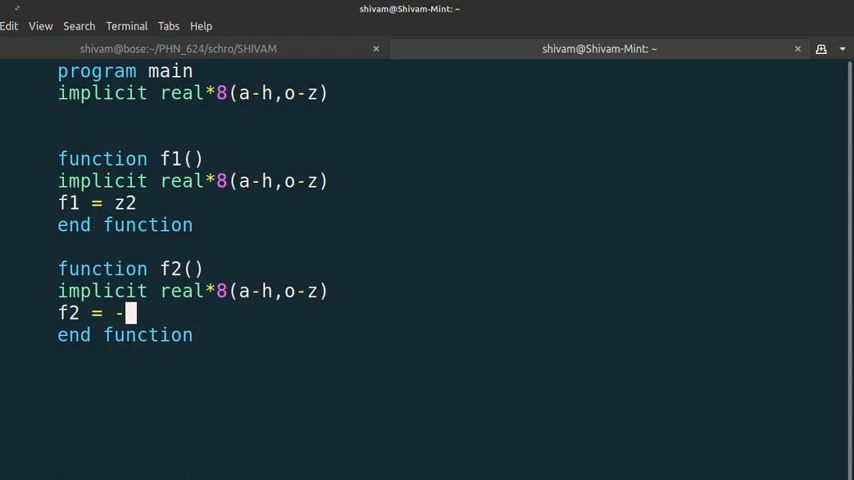 shivam@Shivam-Mint: ~
Edit View Search Terminal Tabs Help
shivam@bose:~/PHN_624/schro/SHIVAM × shivam@Shivam-Mint: ~ ×
program main
implicit real*8(a-h,o-z)
function f1()
implicit real*8(a-h,o-z)
f1 = z2
end function
function f2()
implicit real*8(a-h,o-z)
f2 = -
end function